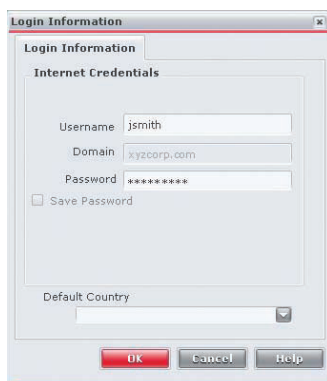 Login Information
Login Information
Internet Credentials
Username jsmith
Domain xyzcorp.com
Password *********
Save Password
Default Country
OK Cancel Help